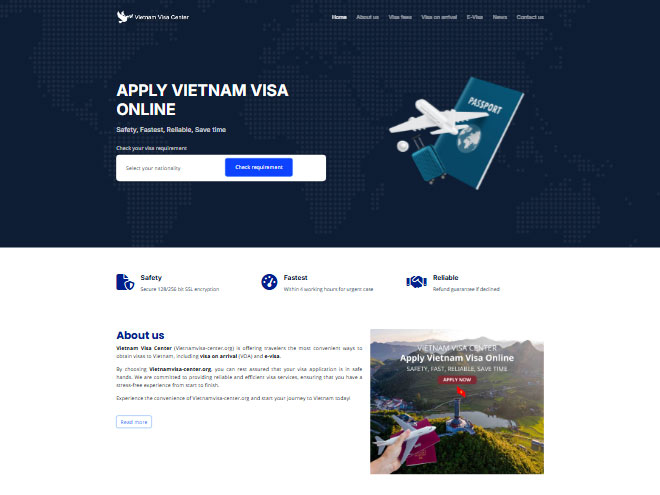 Vietnam Visa Center
Home About us Visa fees Visa on arrival E-Visa News Contact us
APPLY VIETNAM VISA
ONLINE
Safety, Fastest, Reliable, Save time
Check your visa requirement
Select your nationality
Check requirement
PASSPORT
Safety
Secure 128/256 bit SSL encryption
Fastest
Within 4 working hours for urgent case
Reliable
Refund guarantee if declined
About us
Vietnam Visa Center (Vietnamvisa-center.org) is offering travelers the most convenient ways to
obtain visas to Vietnam, including visa on arrival (VOA) and e-visa.
By choosing Vietnamvisa-center.org, you can rest assured that your visa application is in safe
hands. We are committed to providing reliable and efficient visa services, ensuring that you have a
stress-free experience from start to finish.
Experience the convenience of Vietnamvisa-center.org and start your journey to Vietnam today!
Read more
VIETNAM VISA CENTER
Apply Vietnam Visa Online
SAFETY, FAST, RELIABLE, SAVE TIME
APPLY NOW